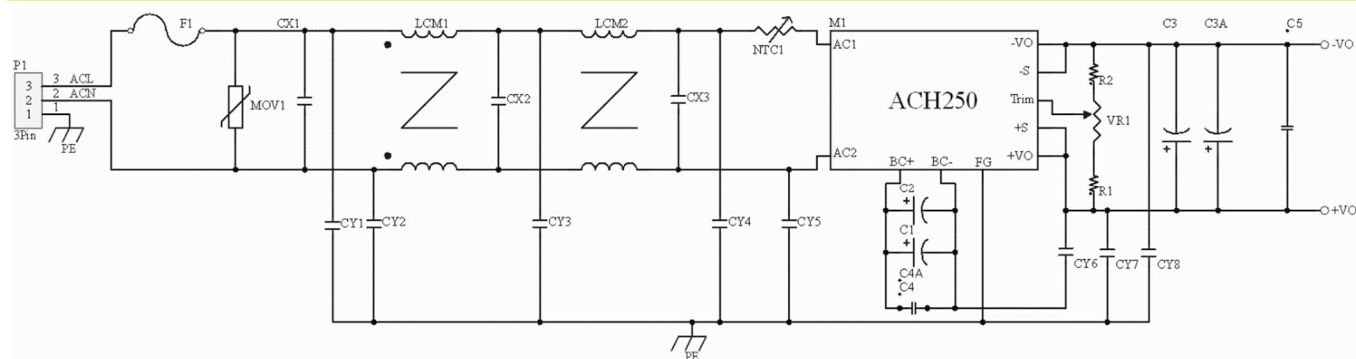 F1
CX1
LCM1
LCM2
M1
C3
C3A
C5
NTC1
AC1
-VO
-VO
-S
R2
P1
3
3 ACL
2
2 ACN
1
1
3Pin
PE
MOV1
CX2
CX3
ACH250
Trim
VR1
+S
AC2
+VO
BC+
BC-
FG
R1
C2
+VO
CY1
CY2
CY3
CY4
CY5
C1
C4A
C4
CY6
CY7
CY8
PE